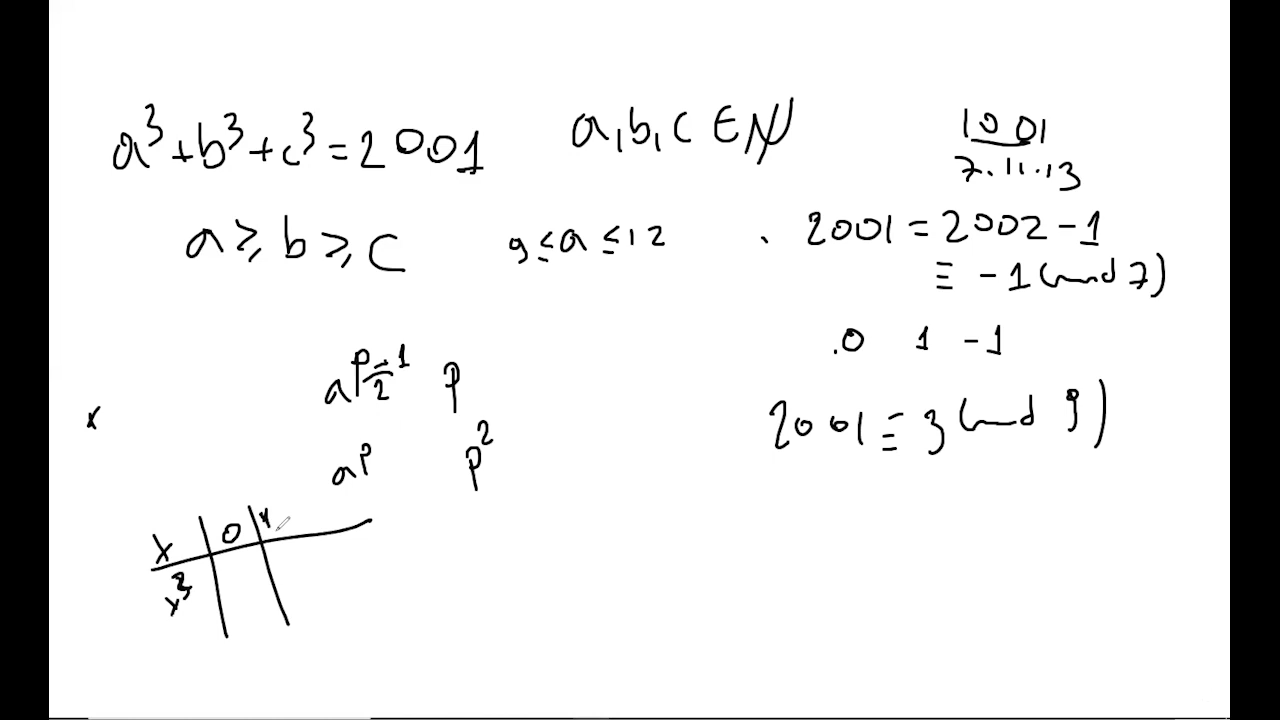 a³+b³+c³=2001
a,b,c∈ℕ
1001
7.11.13
a≥b≥c
9≤a≤12
. 2001=2002-1
≡ -1(mod 7)
.0 1 -1
a^(p-1)/2 p
2001≡3(mod 9)
x
a^p p²
x 0
x³